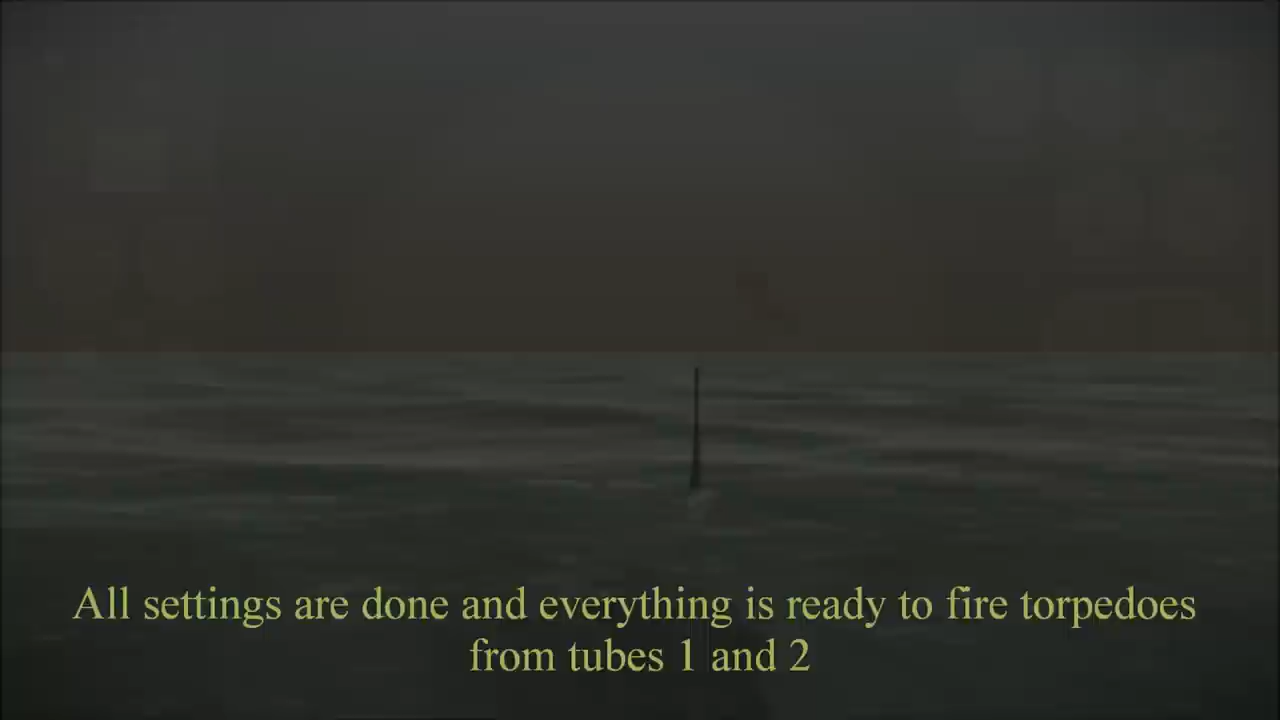 All settings are done and everything is ready to fire torpedoes
from tubes 1 and 2